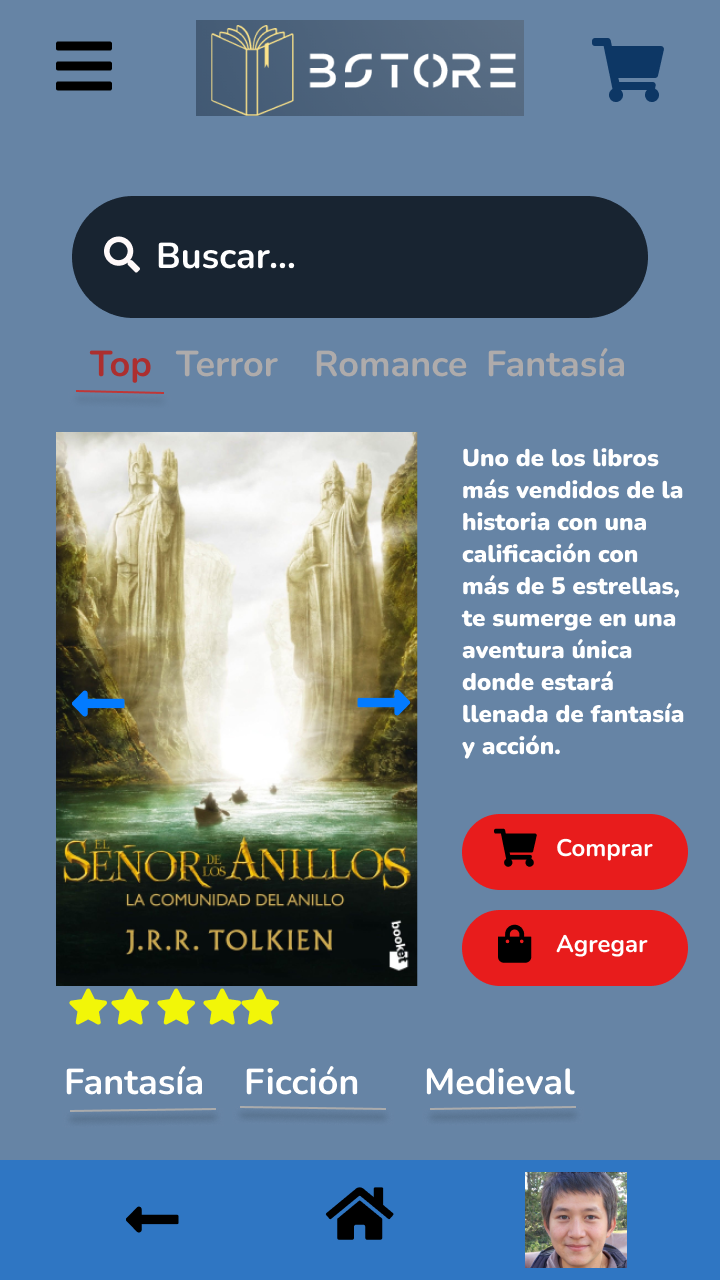 BSTORE
Buscar...
Top Terror Romance Fantasía
Uno de los libros
más vendidos de la
historia con una
calificación con
más de 5 estrellas,
te sumerge en una
aventura única
donde estará
llenada de fantasía
y acción.
EL SEÑOR DE LOS ANILLOS
LA COMUNIDAD DEL ANILLO
J.R.R. TOLKIEN
booket
Comprar
Agregar
Fantasía Ficción Medieval